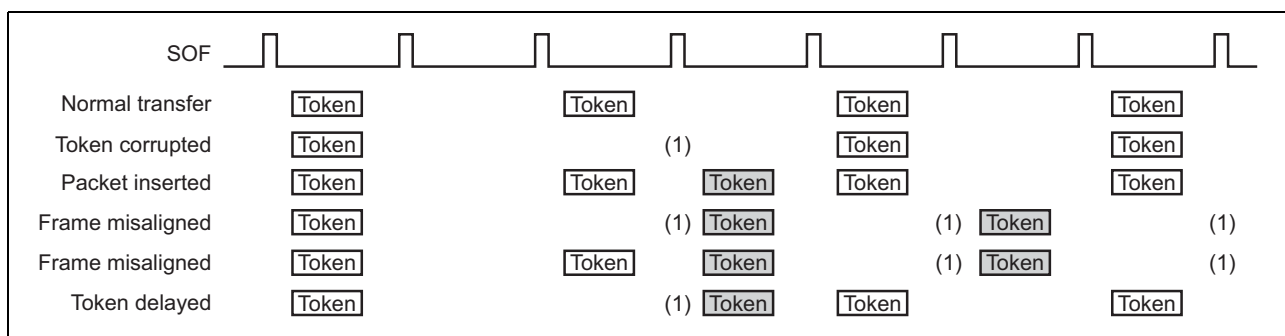 SOF
Normal transfer Token Token Token Token
Token corrupted Token (1) Token Token
Packet inserted Token Token Token Token Token
Frame misaligned Token (1) Token (1) Token (1)
Frame misaligned Token Token Token (1) Token (1)
Token delayed Token (1) Token Token Token